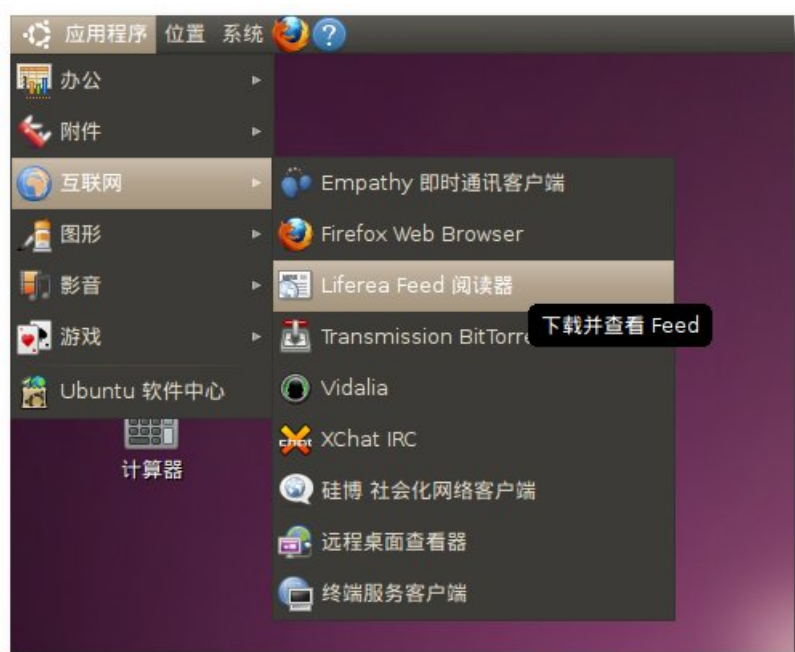 应用程序 位置 系统 ?
办公
附件
互联网
图形
影音
游戏
Ubuntu 软件中心
Empathy 即时通讯客户端
Firefox Web Browser
Liferea Feed 阅读器
下载并查看 Feed
Transmission BitTorre
Vidalia
XChat IRC
硅博 社会化网络客户端
远程桌面查看器
终端服务客户端
计算器